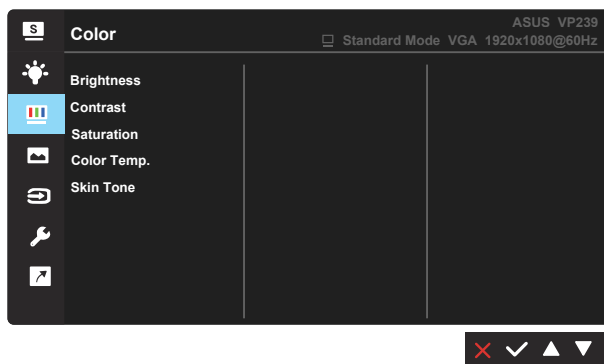 S
Color
ASUS VP239
Standard Mode VGA 1920x1080@60Hz
Brightness
Contrast
Saturation
Color Temp.
Skin Tone